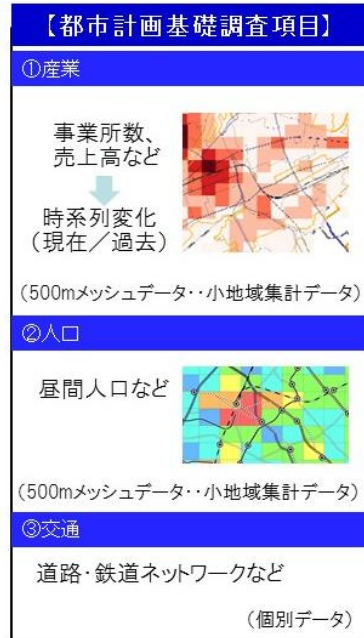 【都市計画基礎調査項目】
①産業
事業所数、
売上高など
時系列変化
（現在／過去）
（500mメッシュデータ・・小地域集計データ）
②人口
昼間人口など
（500mメッシュデータ・・小地域集計データ）
③交通
道路・鉄道ネットワークなど
（個別データ）